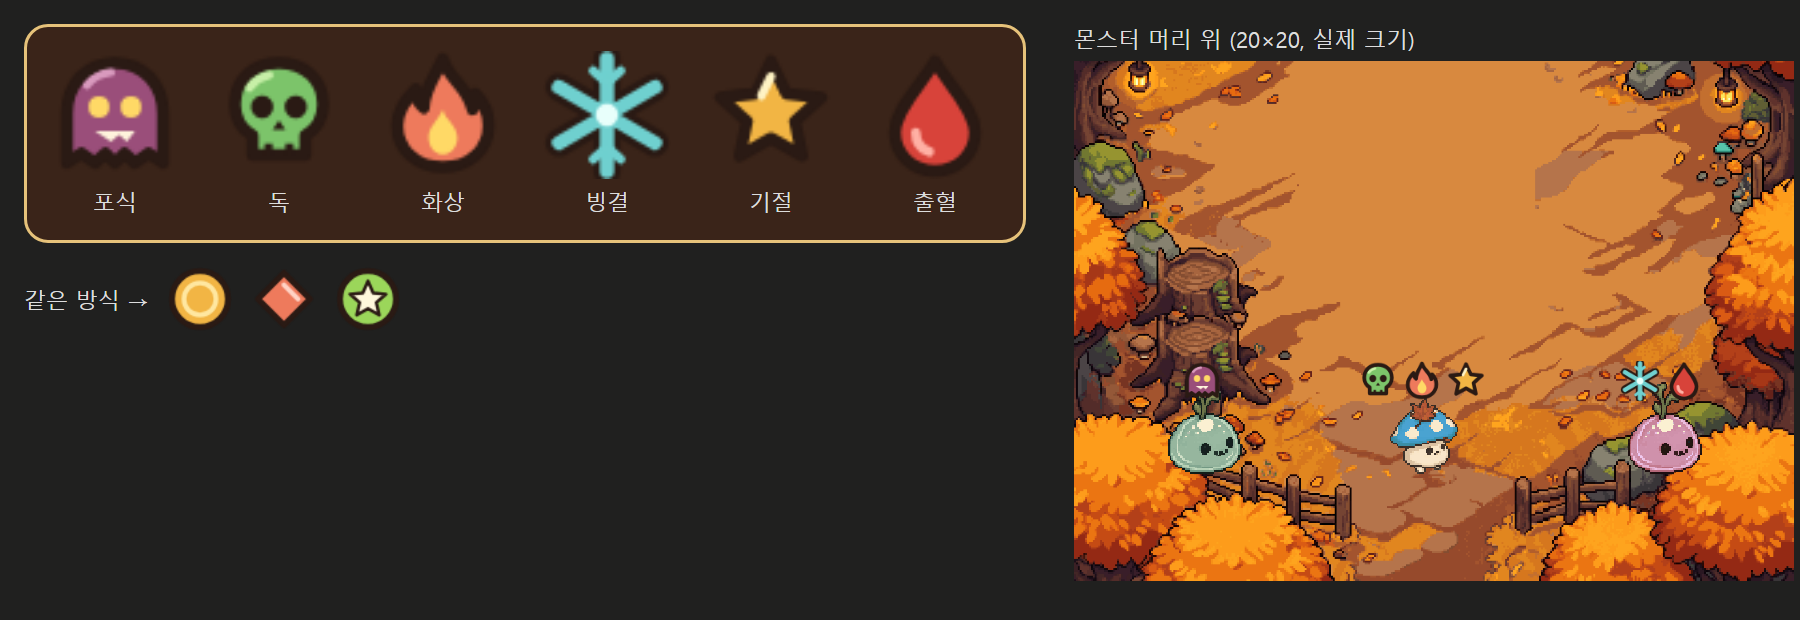 포식
독
화상
빙결
기절
출혈
같은 방식 →
몬스터 머리 위 (20×20, 실제 크기)